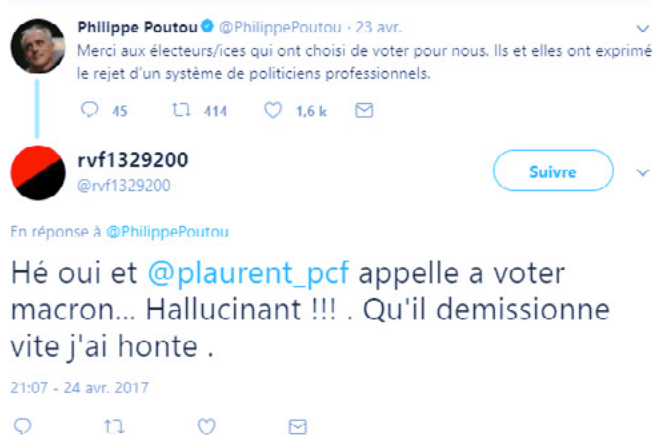 Philippe Poutou @PhilippePoutou · 23 avr.
Merci aux électeurs/ices qui ont choisi de voter pour nous. Ils et elles ont exprimé
le rejet d'un système de politiciens professionnels.
45 414 1,6 k
rvf1329200
@rvf1329200
Suivre
En réponse à @PhilippePoutou
Hé oui et @plaurent_pcf appelle a voter
macron... Hallucinant !!! . Qu'il demissionne
vite j'ai honte .
21:07 - 24 avr. 2017